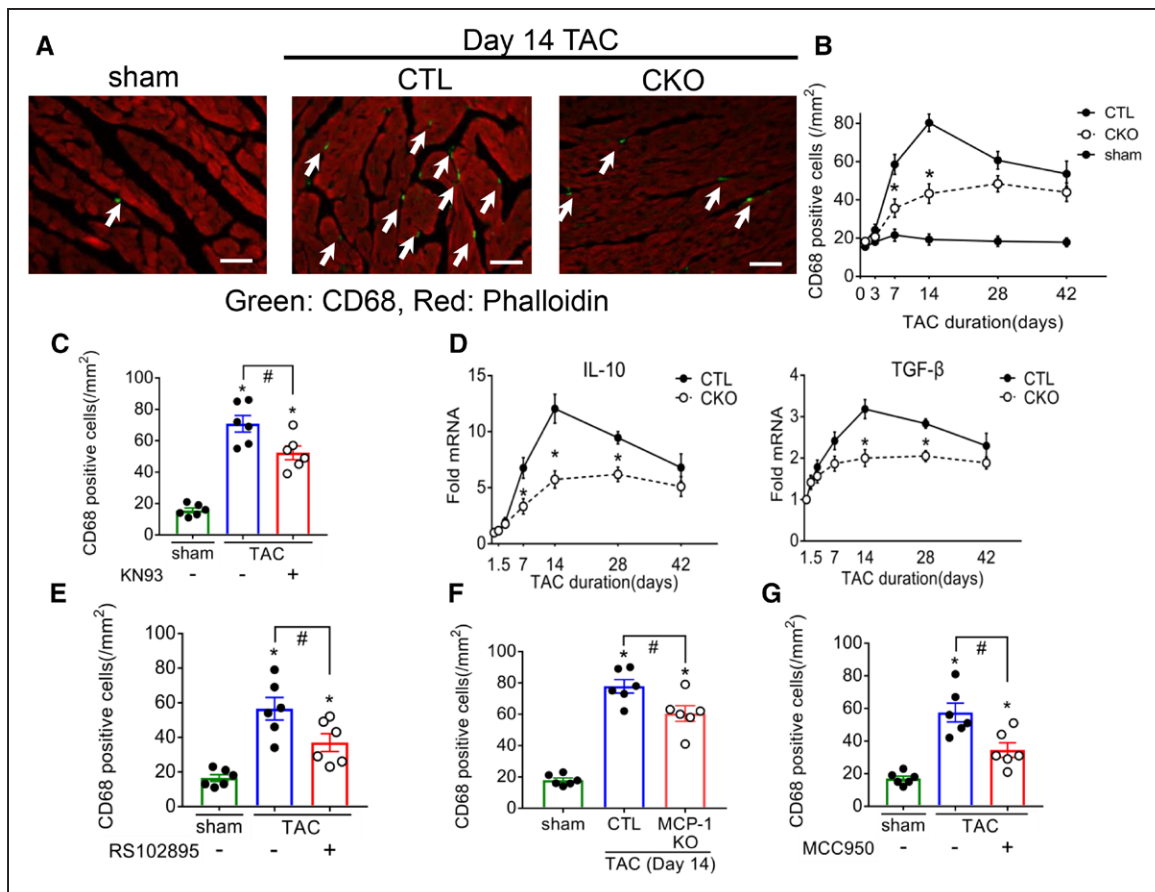 A
Day 14 TAC
sham
CTL
CKO
Green: CD68, Red: Phalloidin
B
CD68 positive cells (/mm²)
80
60
40
20
0
0 3 7 14 28 42
TAC duration(days)
CTL
CKO
sham
*
*
C
CD68 positive cells(/mm²)
100
80
60
40
20
0
*
#
*
sham
TAC
KN93
-
-
+
D
IL-10
Fold mRNA
15
10
5
0
1.5 7 14 28 42
TAC duration(days)
CTL
CKO
*
*
*
TGF-β
Fold mRNA
4
3
2
1
0
1.5 7 14 28 42
TAC duration(days)
CTL
CKO
*
*
E
CD68 positive cells(/mm²)
100
80
60
40
20
0
*
#
*
sham
TAC
RS102895
-
-
+
F
CD68 positive cells(/mm²)
100
80
60
40
20
0
*
#
*
sham
CTL
MCP-1
KO
TAC (Day 14)
G
CD68 positive cells(/mm²)
100
80
60
40
20
0
*
#
*
sham
TAC
MCC950
-
-
+